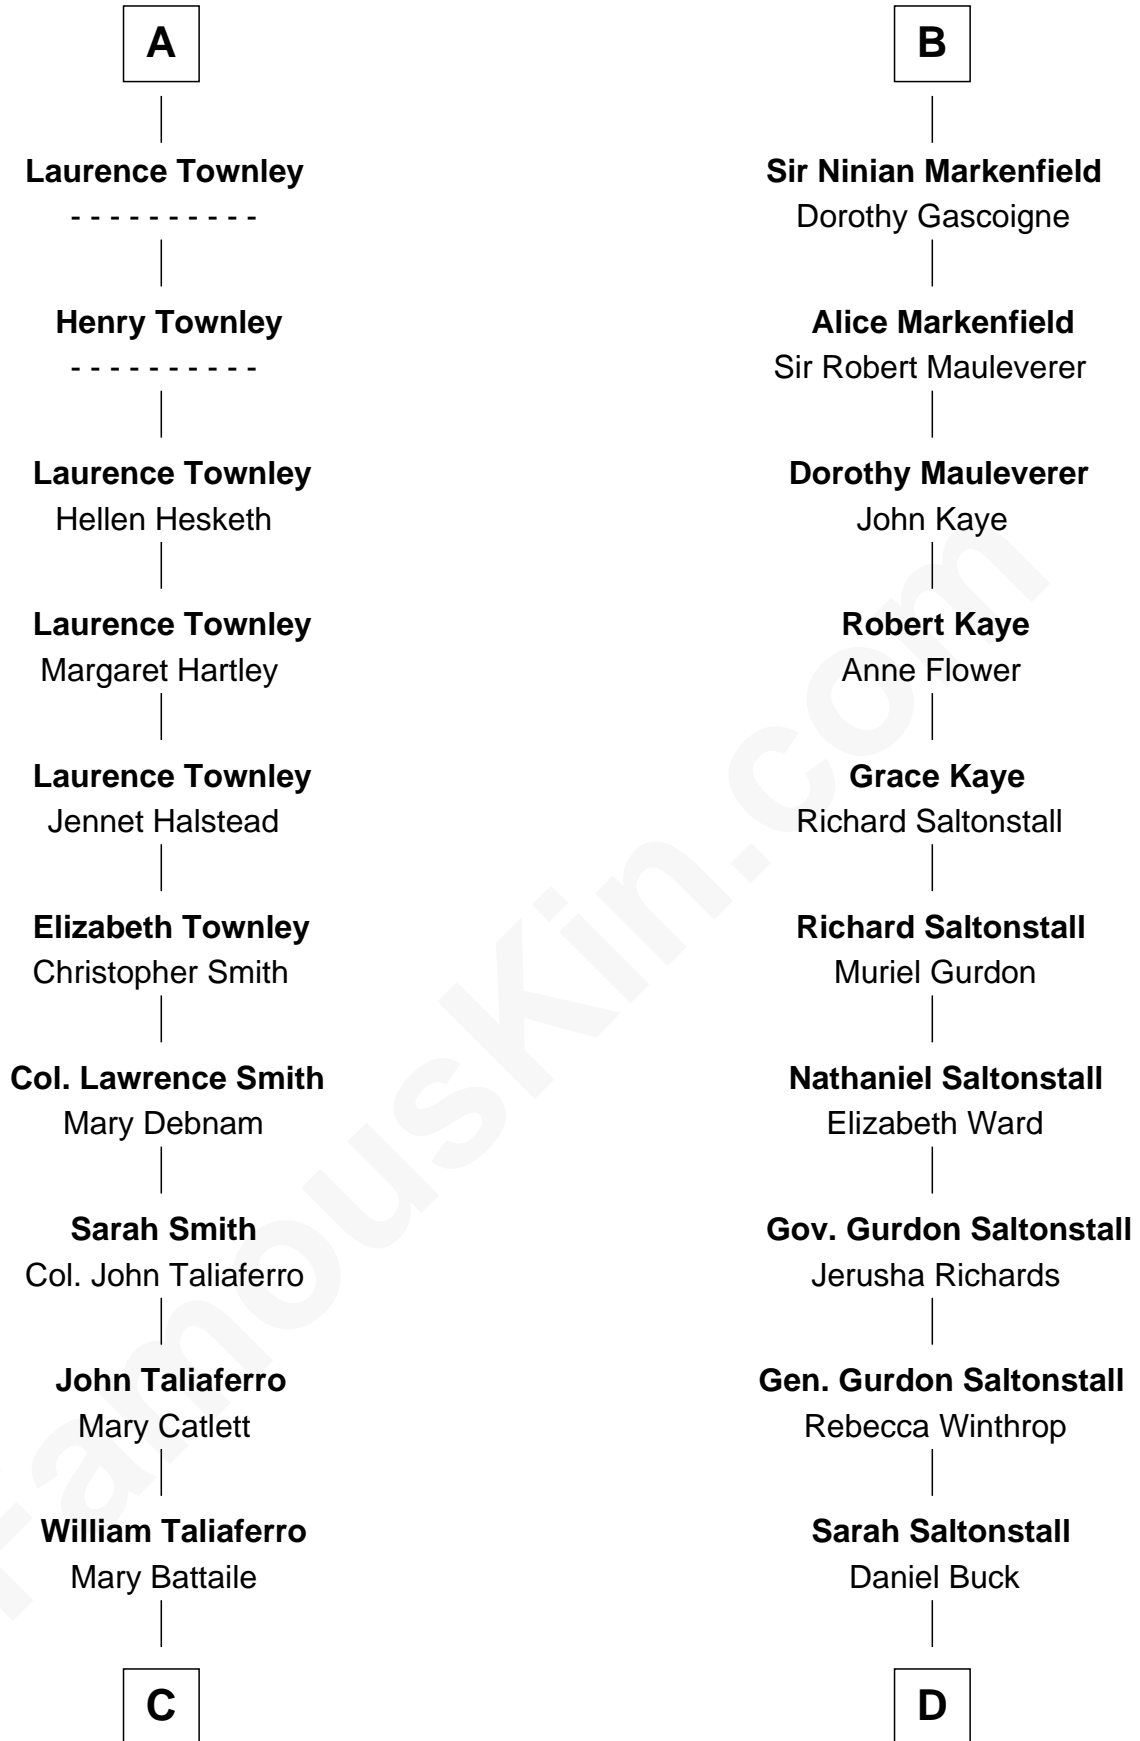 A
Laurence Townley
- - - - - - - - - -
Henry Townley
- - - - - - - - - -
Laurence Townley
Hellen Hesketh
Laurence Townley
Margaret Hartley
Laurence Townley
Jennet Halstead
Elizabeth Townley
Christopher Smith
Col. Lawrence Smith
Mary Debnam
Sarah Smith
Col. John Taliaferro
John Taliaferro
Mary Catlett
William Taliaferro
Mary Battaile
C
B
Sir Ninian Markenfield
Dorothy Gascoigne
Alice Markenfield
Sir Robert Mauleverer
Dorothy Mauleverer
John Kaye
Robert Kaye
Anne Flower
Grace Kaye
Richard Saltonstall
Richard Saltonstall
Muriel Gurdon
Nathaniel Saltonstall
Elizabeth Ward
Gov. Gurdon Saltonstall
Jerusha Richards
Gen. Gurdon Saltonstall
Rebecca Winthrop
Sarah Saltonstall
Daniel Buck
D
FamousKin.com